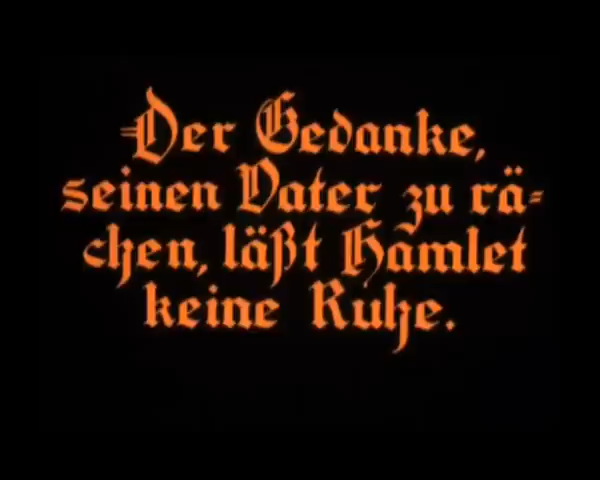 Der Gedanke,
seinen Vater zu rä-
chen, läßt Hamlet
keine Ruhe.